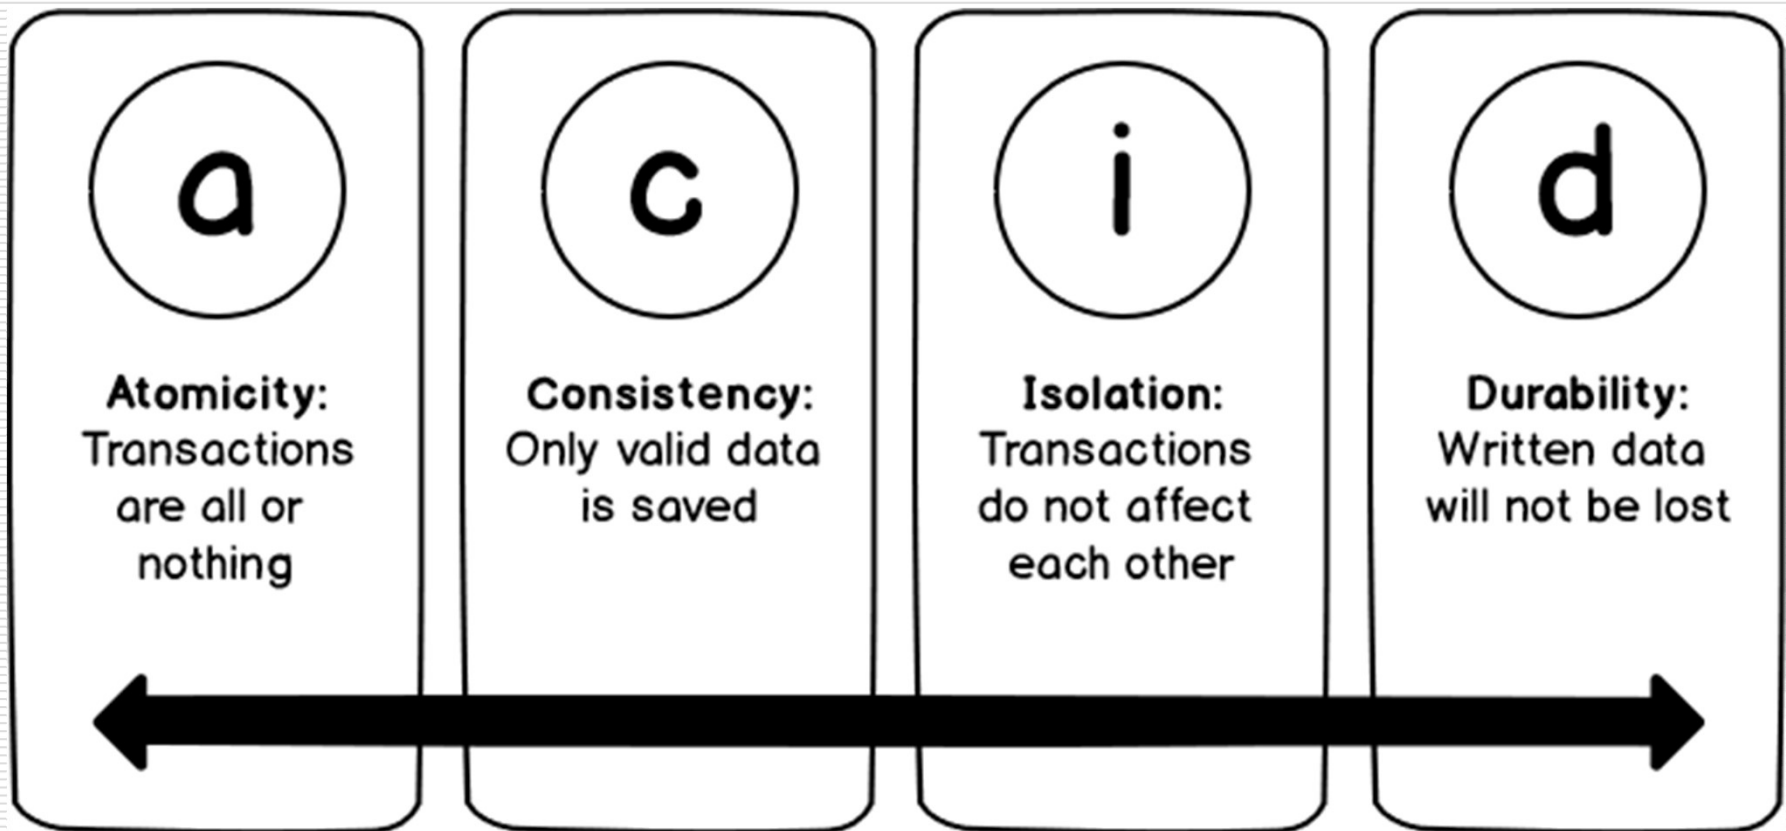 a
Atomicity:
Transactions
are all or
nothing
c
Consistency:
Only valid data
is saved
i
Isolation:
Transactions
do not affect
each other
d
Durability:
Written data
will not be lost